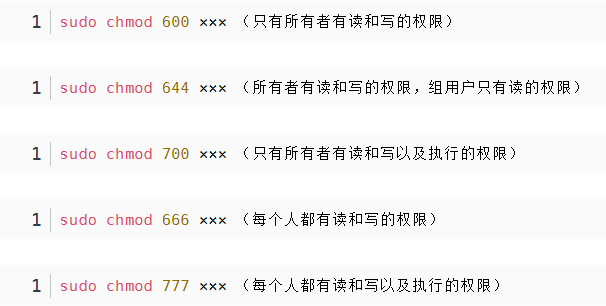 1 sudo chmod 600 ××× （只有所有者有读和写的权限）
1 sudo chmod 644 ××× （所有者有读和写的权限，组用户只有读的权限）
1 sudo chmod 700 ××× （只有所有者有读和写以及执行的权限）
1 sudo chmod 666 ××× （每个人都有读和写的权限）
1 sudo chmod 777 ××× （每个人都有读和写以及执行的权限）